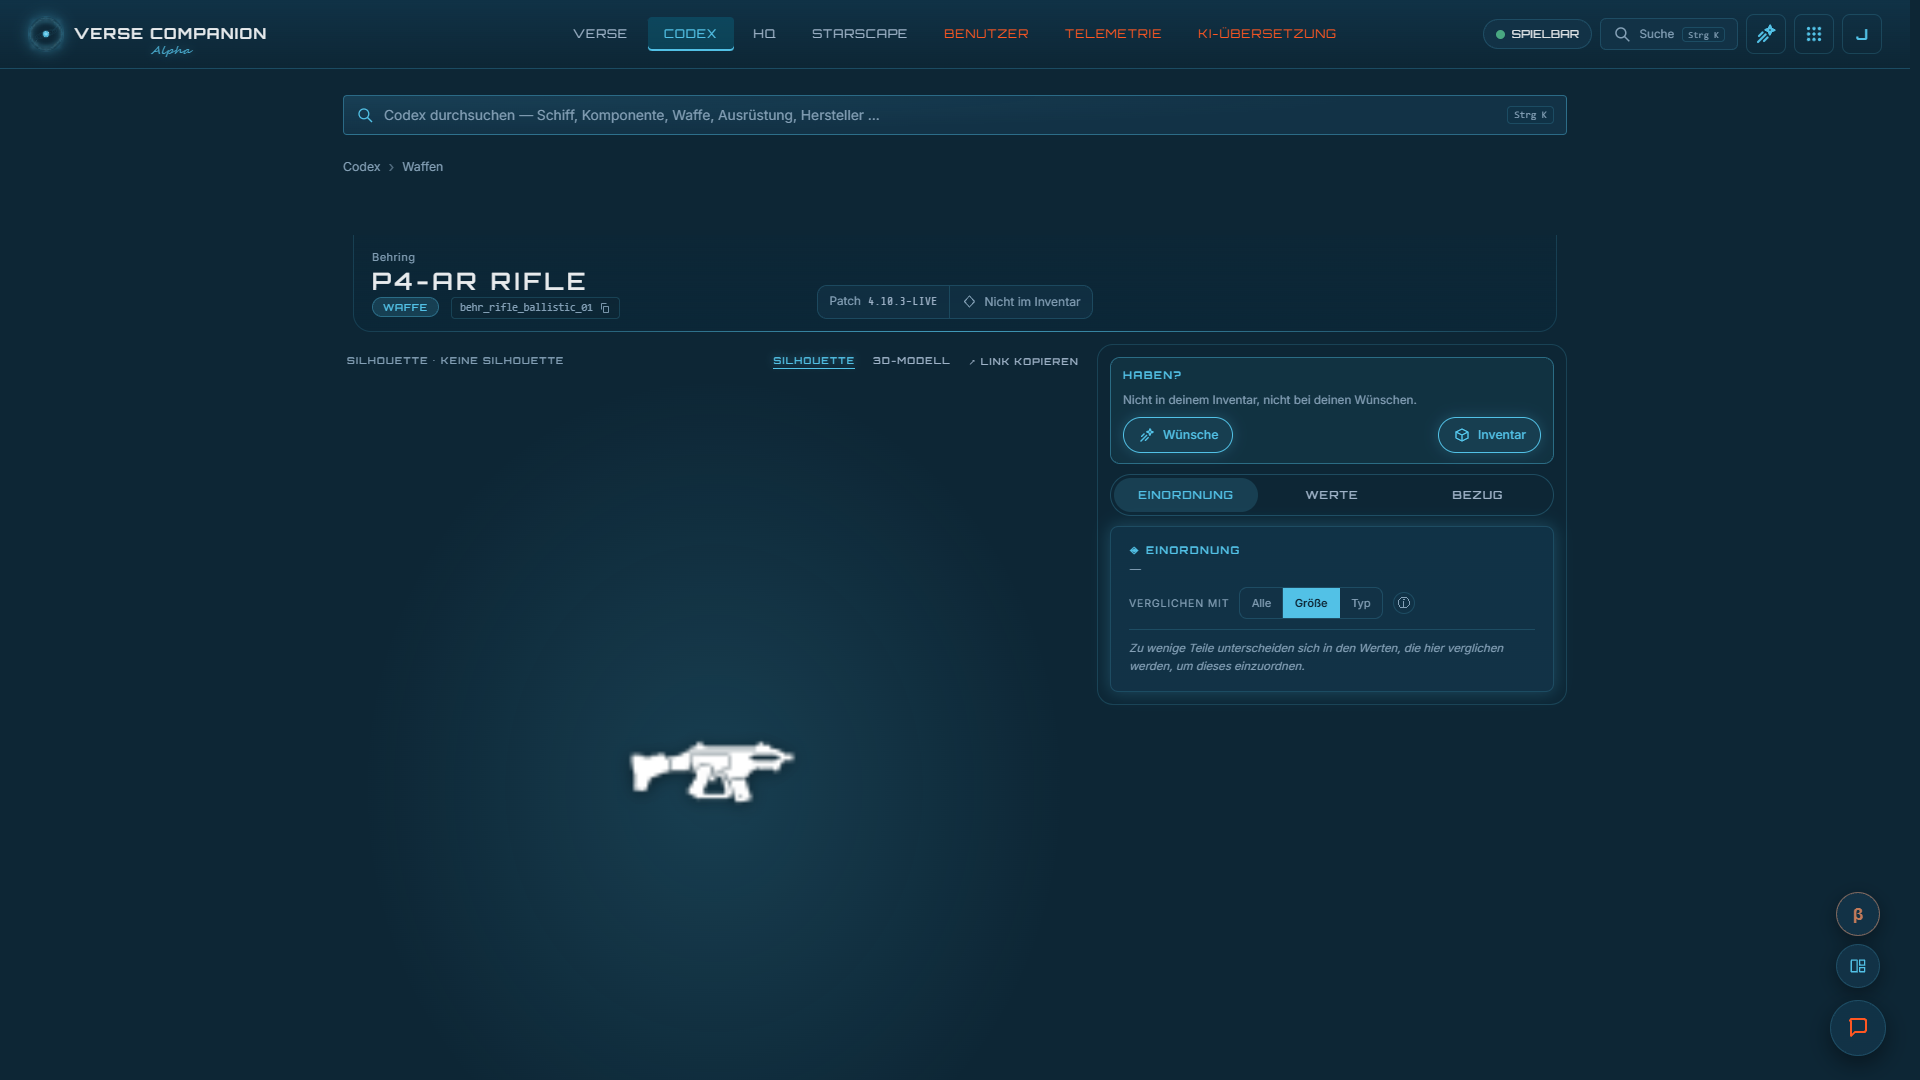 VERSE COMPANION
Alpha
VERSE
CODEX
HQ
STARSCAPE
BENUTZER
TELEMETRIE
KI-ÜBERSETZUNG
SPIELBAR
Suche
Strg K
Codex durchsuchen — Schiff, Komponente, Waffe, Ausrüstung, Hersteller ...
Strg K
Codex › Waffen
Behring
P4-AR RIFLE
WAFFE
behr_rifle_ballistic_01
Patch 4.10.3-LIVE
Nicht im Inventar
SILHOUETTE · KEINE SILHOUETTE
SILHOUETTE
3D-MODELL
LINK KOPIEREN
HABEN?
Nicht in deinem Inventar, nicht bei deinen Wünschen.
Wünsche
Inventar
EINORDNUNG
WERTE
BEZUG
EINORDNUNG
—
VERGLICHEN MIT
Alle
Größe
Typ
Zu wenige Teile unterscheiden sich in den Werten, die hier verglichen
werden, um dieses einzuordnen.
β